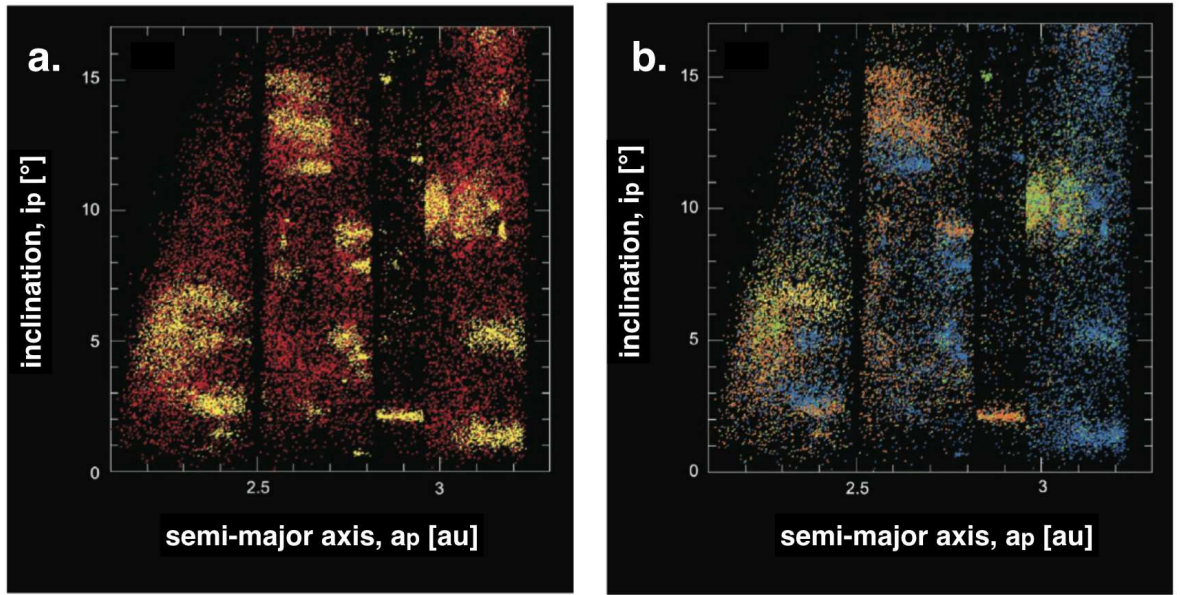 a.
15
10
5
0
2.5
3
inclination, ip [°]
semi-major axis, ap [au]
b.
15
10
5
0
2.5
3
inclination, ip [°]
semi-major axis, ap [au]